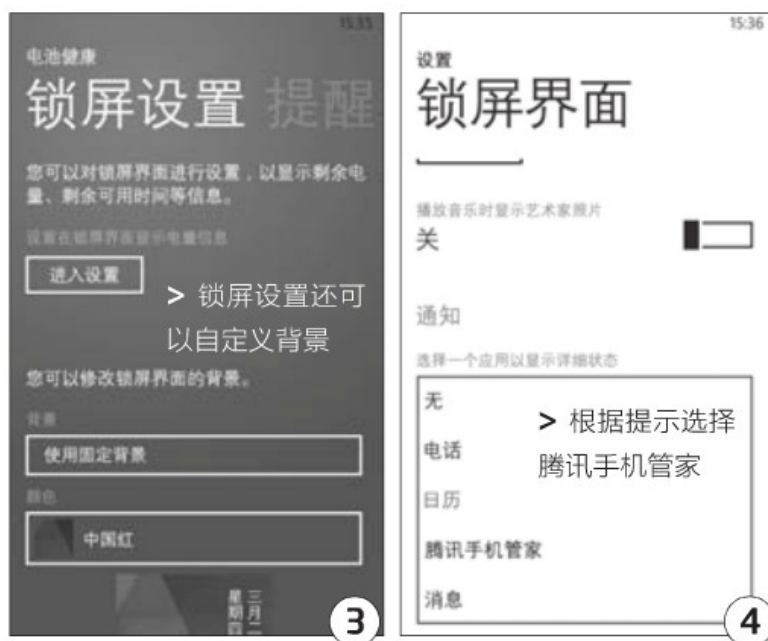 15:35
电池健康
锁屏设置 提醒
您可以对锁屏界面进行设置，以显示剩余电
量、剩余可用时间等信息。
设置在锁屏界面显示电量信息
进入设置
> 锁屏设置还可
以自定义背景
您可以修改锁屏界面的背景。
背景
使用固定背景
颜色
中国红
星期四
三月二
3
15:36
设置
锁屏界面
播放音乐时显示艺术家照片
关
通知
选择一个应用以显示详细状态
无
电话
日历
腾讯手机管家
消息
> 根据提示选择
腾讯手机管家
4